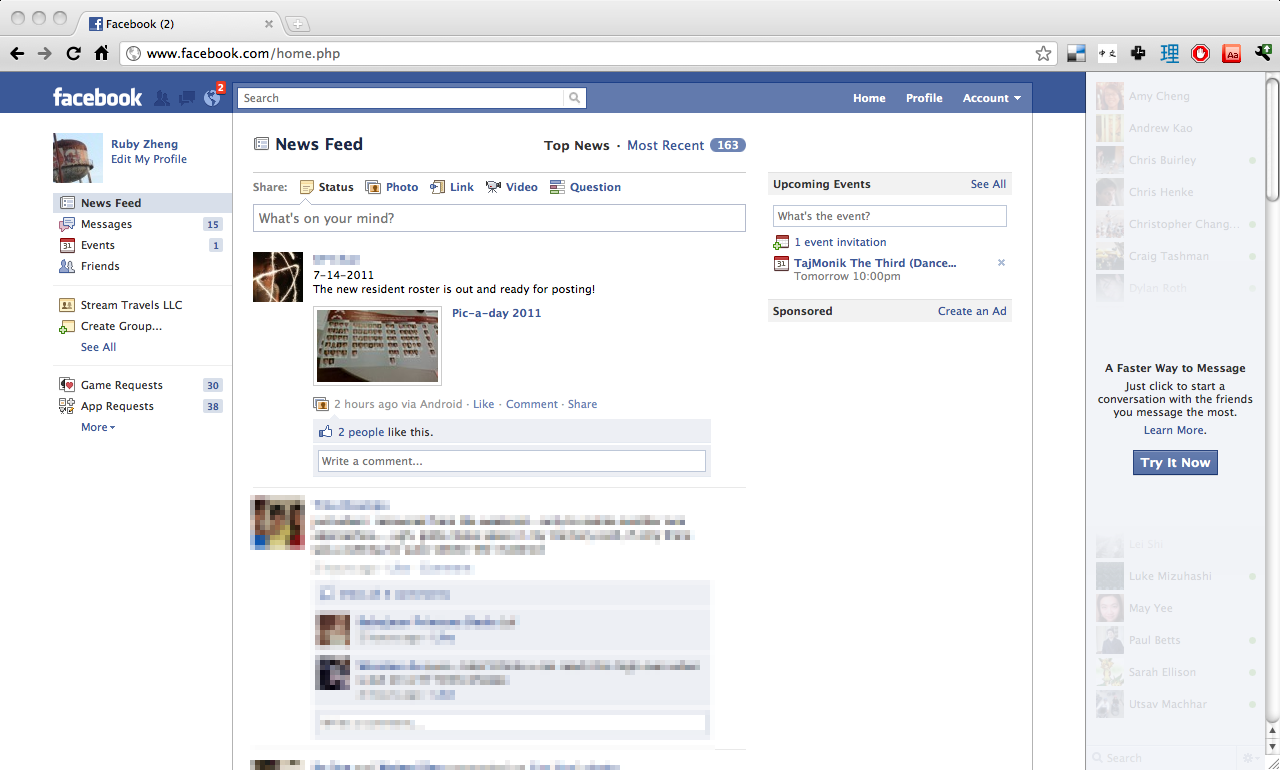 Facebook (2)
www.facebook.com/home.php
facebook
2
Search
Home
Profile
Account
Ruby Zheng
Edit My Profile
News Feed
Messages 15
Events 1
Friends
Stream Travels LLC
Create Group...
See All
Game Requests 30
App Requests 38
More
News Feed
Top News · Most Recent 163
Share: Status Photo Link Video Question
What's on your mind?
7-14-2011
The new resident roster is out and ready for posting!
Pic-a-day 2011
2 hours ago via Android · Like · Comment · Share
2 people like this.
Write a comment...
Upcoming Events See All
What's the event?
1 event invitation
31 TajMonik The Third (Dance...
Tomorrow 10:00pm
Sponsored Create an Ad
Amy Cheng
Andrew Kao
Chris Buirley
Chris Henke
Christopher Chang...
Craig Tashman
Dylan Roth
A Faster Way to Message
Just click to start a
conversation with the friends
you message the most.
Learn More.
Try It Now
Lei Shi
Luke Mizuhashi
May Yee
Paul Betts
Sarah Ellison
Utsav Machhar
Search